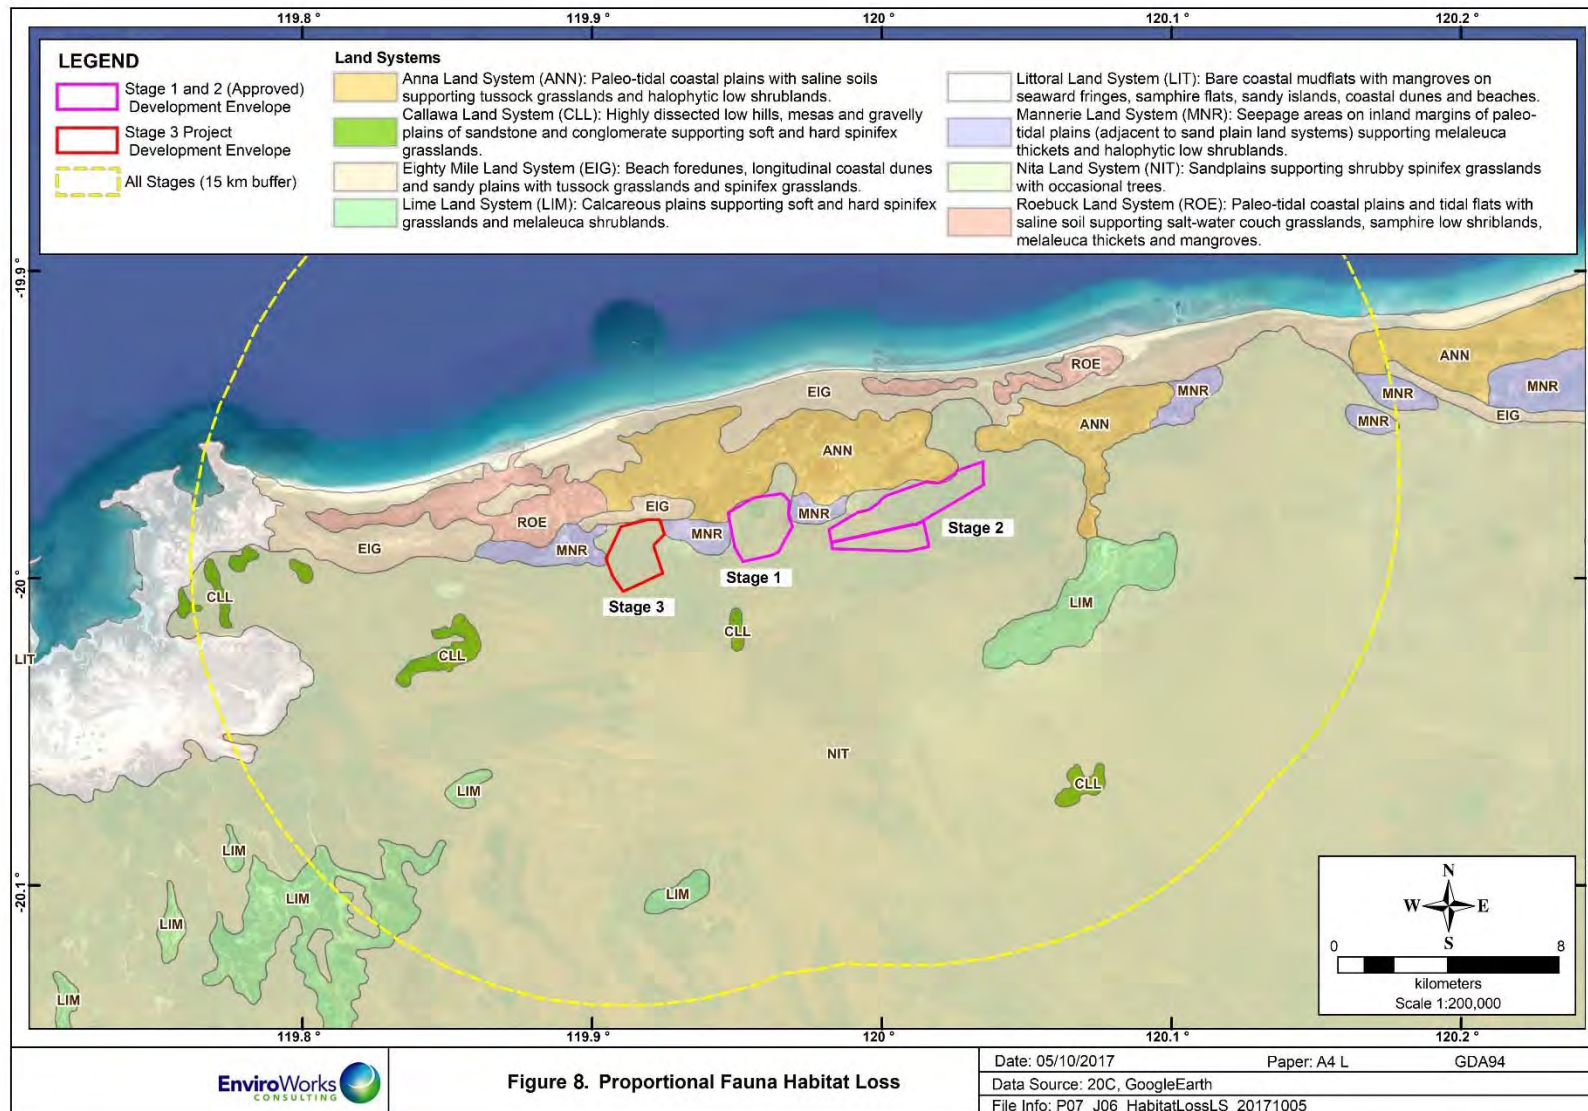 119.8 °
119.9 °
120 °
120.1 °
120.2 °
LEGEND
Stage 1 and 2 (Approved)
Development Envelope
Stage 3 Project
Development Envelope
All Stages (15 km buffer)
Land Systems
Anna Land System (ANN): Paleo-tidal coastal plains with saline soils
supporting tussock grasslands and halophytic low shrublands.
Callawa Land System (CLL): Highly dissected low hills, mesas and gravelly
plains of sandstone and conglomerate supporting soft and hard spinifex
grasslands.
Eighty Mile Land System (EIG): Beach foredunes, longitudinal coastal dunes
and sandy plains with tussock grasslands and spinifex grasslands.
Lime Land System (LIM): Calcareous plains supporting soft and hard spinifex
grasslands and melaleuca shrublands.
Littoral Land System (LIT): Bare coastal mudflats with mangroves on
seaward fringes, samphire flats, sandy islands, coastal dunes and beaches.
Mannerie Land System (MNR): Seepage areas on inland margins of paleo-
tidal plains (adjacent to sand plain land systems) supporting melaleuca
thickets and halophytic low shrublands.
Nita Land System (NIT): Sandplains supporting shrubby spinifex grasslands
with occasional trees.
Roebuck Land System (ROE): Paleo-tidal coastal plains and tidal flats with
saline soil supporting salt-water couch grasslands, samphire low shriblands,
melaleuca thickets and mangroves.
-19.9°
ANN
ROE
MNR
MNR
MNR
EIG
EIG
MNR
ANN
ANN
EIG
MNR
ROE
MNR
Stage 2
EIG
MNR
Stage 1
20°
Stage 3
CLL
LIM
CLL
LIT
CLL
NIT
CLL
LIM
LIM
-20.1°
LIM
LIM
LIM
LIM
N
W
E
S
0
8
kilometers
Scale 1:200,000
119.8 °
119.9 °
120 °
120.1 °
120.2 °
EnviroWorks
CONSULTING
Figure 8. Proportional Fauna Habitat Loss
Date: 05/10/2017
Paper: A4 L
GDA94
Data Source: 20C, GoogleEarth
File Info: P07_J06_HabitatLossLS_20171005